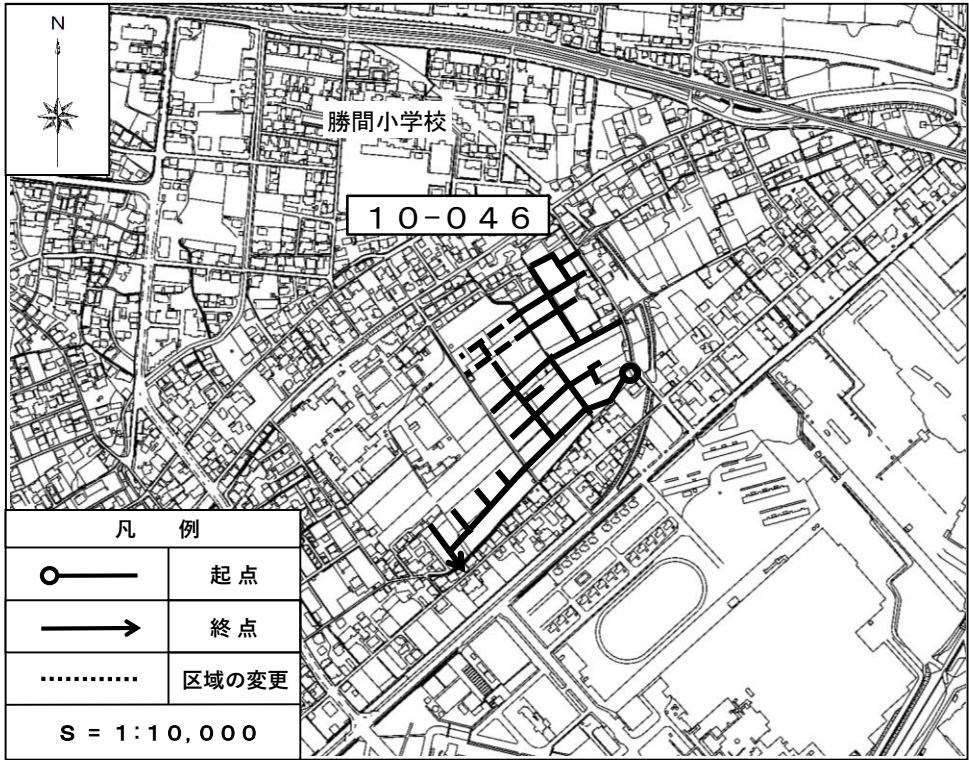 N
勝間小学校
１０-０４６
凡　例
起点
終点
区域の変更
S = 1:10,000